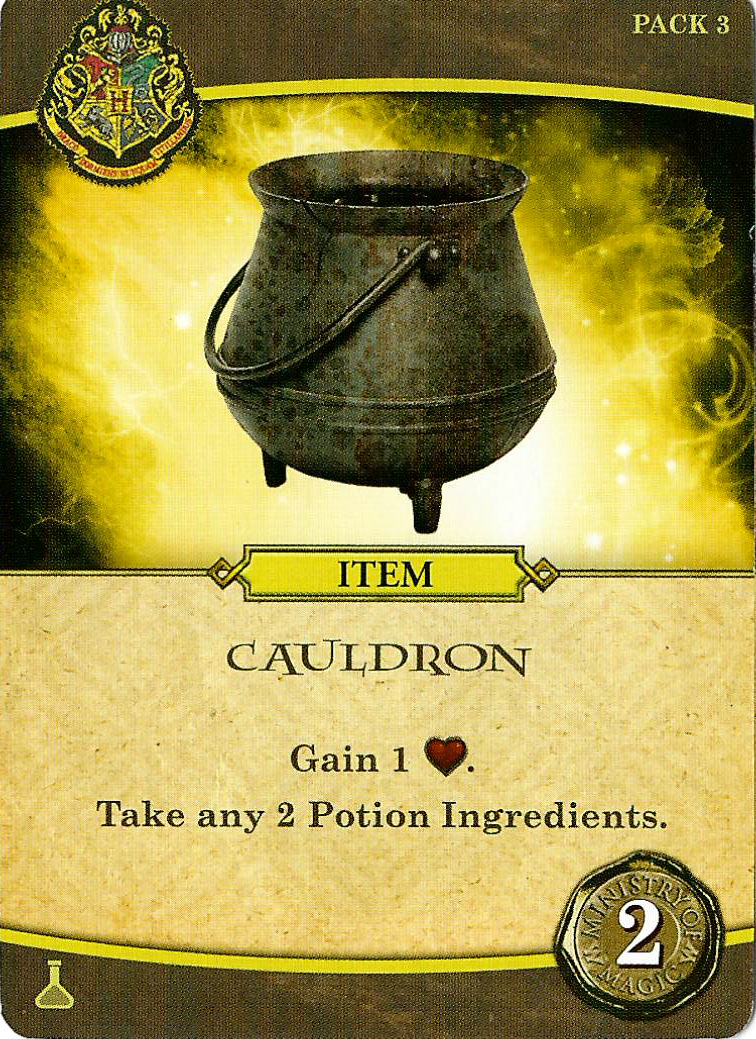 PACK 3
H
ITEM
CAULDRON
Gain 1 ❤.
Take any 2 Potion Ingredients.
MINISTRY OF
2
MAGIC